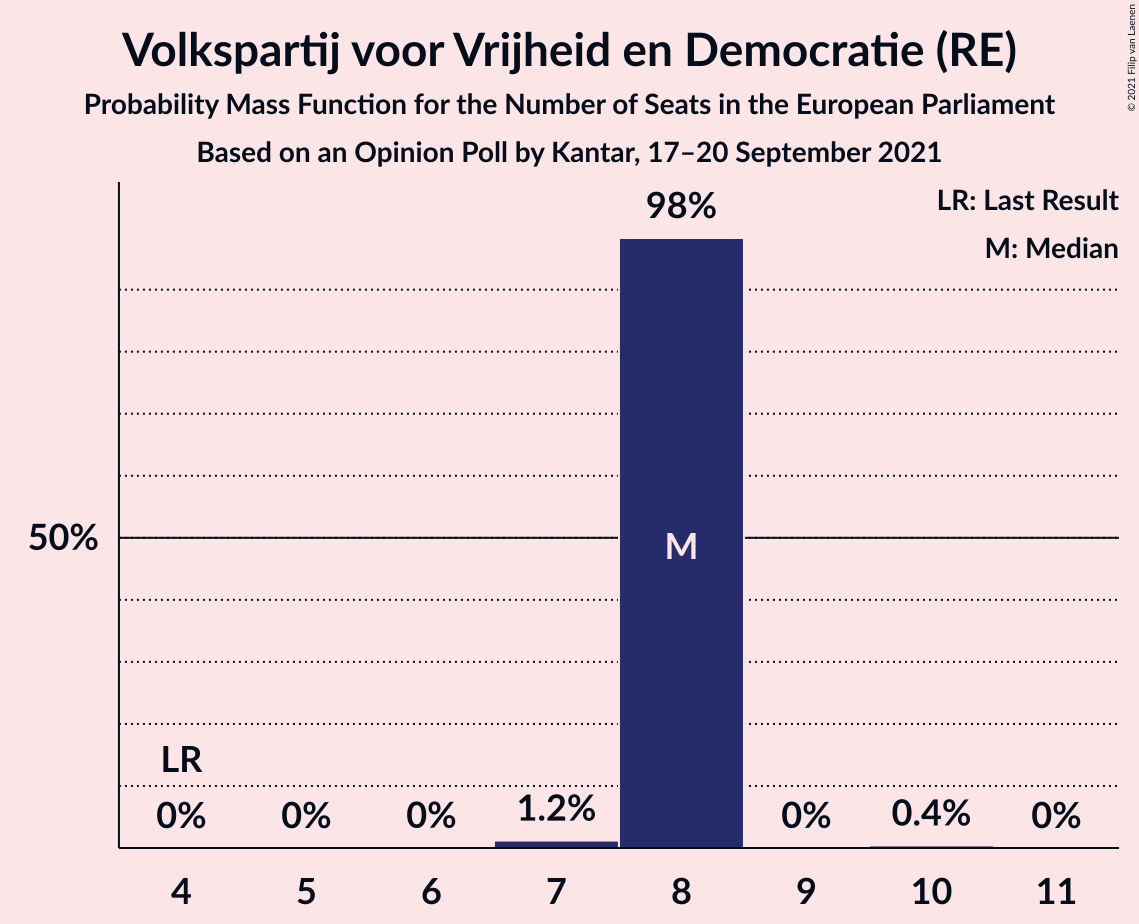 Volkspartij voor Vrijheid en Democratie (RE)
Probability Mass Function for the Number of Seats in the European Parliament
Based on an Opinion Poll by Kantar, 17–20 September 2021
© 2021 Filip van Laenen
LR: Last Result
M: Median
98%
50%
M
LR
0%
0%
0%
1.2%
0%
0.4%
0%
4
5
6
7
8
9
10
11